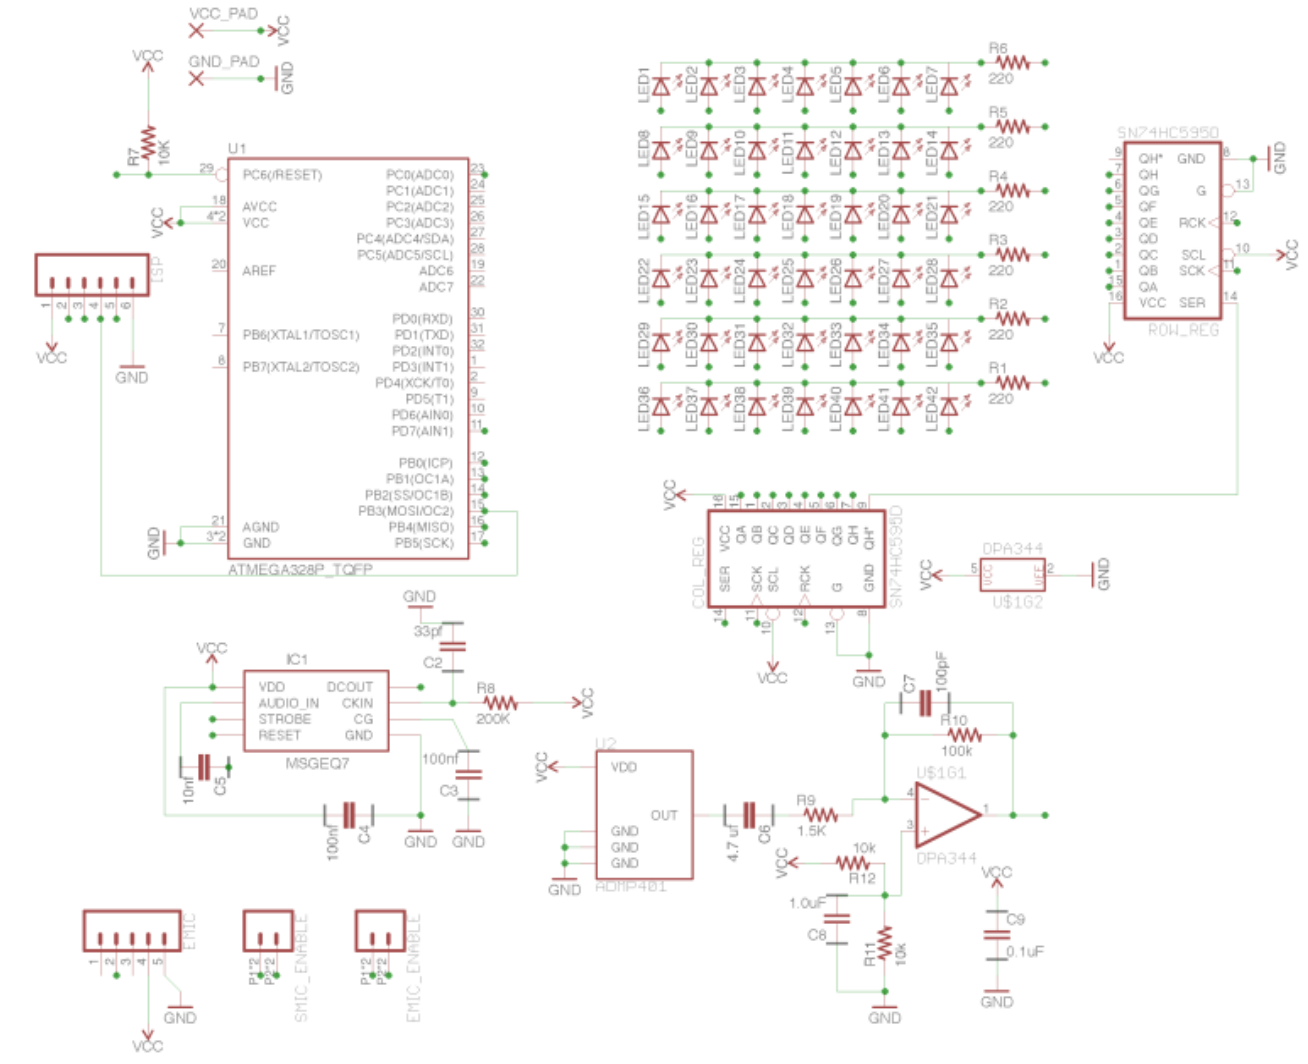 VCC_PAD
VCC
GND_PAD
GND
VCC
R7
10K
U1
29 PC6(/RESET)
18 AVCC
4*2 VCC
VCC
20 AREF
7 PB6(XTAL1/TOSC1)
8 PB7(XTAL2/TOSC2)
21 AGND
3*2 GND
GND
PC0(ADC0) 23
PC1(ADC1) 24
PC2(ADC2) 25
PC3(ADC3) 26
PC4(ADC4/SDA) 27
PC5(ADC5/SCL) 28
ADC6 19
ADC7 22
PD0(RXD) 30
PD1(TXD) 31
PD2(INT0) 32
PD3(INT1) 1
PD4(XCK/T0) 2
PD5(T1) 9
PD6(AIN0) 10
PD7(AIN1) 11
PB0(ICP) 12
PB1(OC1A) 13
PB2(SS/OC1B) 14
PB3(MOSI/OC2) 15
PB4(MISO) 16
PB5(SCK) 17
ATMEGA328P_TQFP
ISP
1 2 3 4 5 6
VCC
GND
LED1 LED2 LED3 LED4 LED5 LED6 LED7
R6
220
LED8 LED9 LED10 LED11 LED12 LED13 LED14
R5
220
LED15 LED16 LED17 LED18 LED19 LED20 LED21
R4
220
LED22 LED23 LED24 LED25 LED26 LED27 LED28
R3
220
LED29 LED30 LED31 LED32 LED33 LED34 LED35
R2
220
LED36 LED37 LED38 LED39 LED40 LED41 LED42
R1
220
SN74HC595D
9 QH* GND 8
GND
7 QH
6 QG G 13
5 QF
4 QE RCK 12
3 QD
2 QC SCL 10
VCC
1 QB SCK 11
15 QA
16 VCC SER 14
ROW_REG
VCC
VCC
16 15 1 2 3 4 5 6 7 9
VCC QA QB QC QD QE QF QG QH QH*
SER SCK SCL RCK G GND
14 11 10 12 13 8
COL_REG
SN74HC595D
VCC
GND
OPA344
VCC
5 VCC VEE 2
GND
U$1G2
GND
33pf
C2
VCC
IC1
VDD DCOUT
AUDIO_IN CKIN
STROBE CG
RESET GND
MSGEQ7
R8
200K
VCC
10nf
C5
100nf
C3
100nf
C4
GND
GND
U2
VCC
VDD
OUT
GND
GND
GND
GND
ADMP401
4.7 uf
C6
R9
1.5K
C7
100pF
R10
100k
U$1G1
4
3
1
OPA344
VCC
10k
R12
1.0uF
C8
R11
10k
GND
VCC
C9
0.1uF
GND
EMIC
1 2 3 4 5
GND
VCC
P1*2 P2*2
SMIC_ENABLE
P1*2 P2*2
EMIC_ENABLE